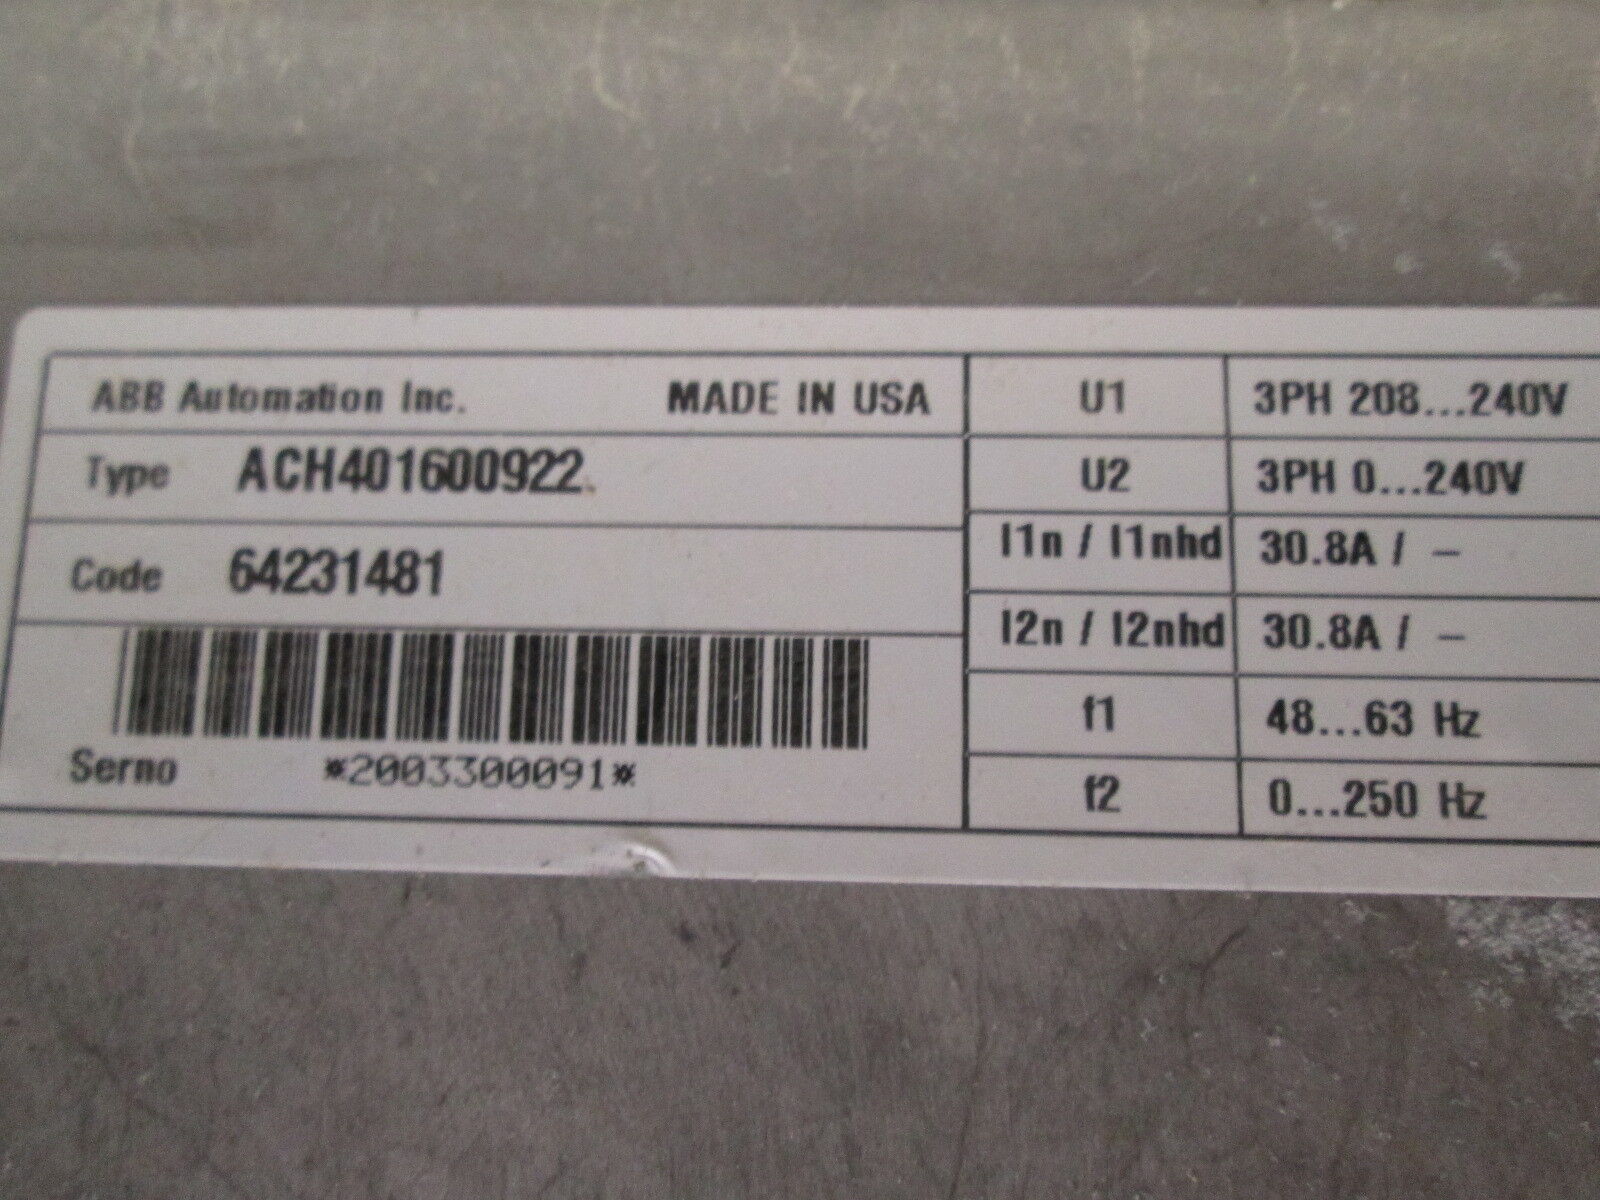 ABB Automation Inc. MADE IN USA
Type ACH401600922
Code 64231481
Serno *2003300091*
U1 3PH 208...240V
U2 3PH 0...240V
I1n / I1nhd 30.8A / –
I2n / I2nhd 30.8A / –
f1 48...63 Hz
f2 0...250 Hz